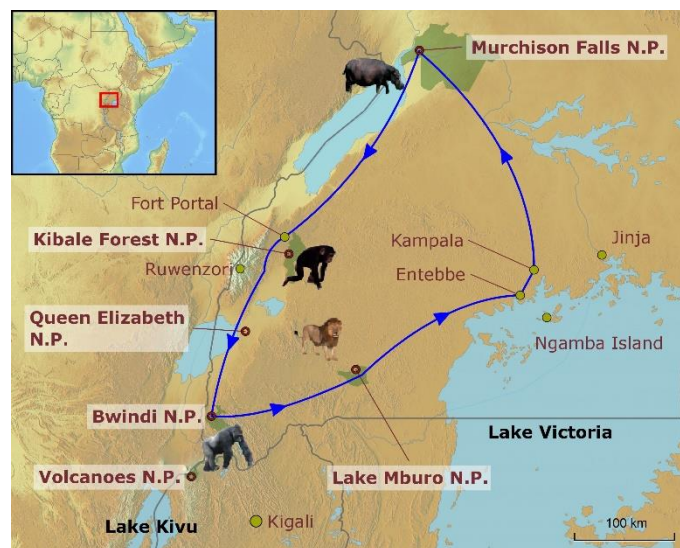 Murchison Falls N.P.
Fort Portal
Kibale Forest N.P.
Ruwenzori
Kampala
Jinja
Entebbe
Queen Elizabeth
N.P.
Ngamba Island
Bwindi N.P.
Lake Victoria
Volcanoes N.P.
Lake Mburo N.P.
Lake Kivu
Kigali
100 km